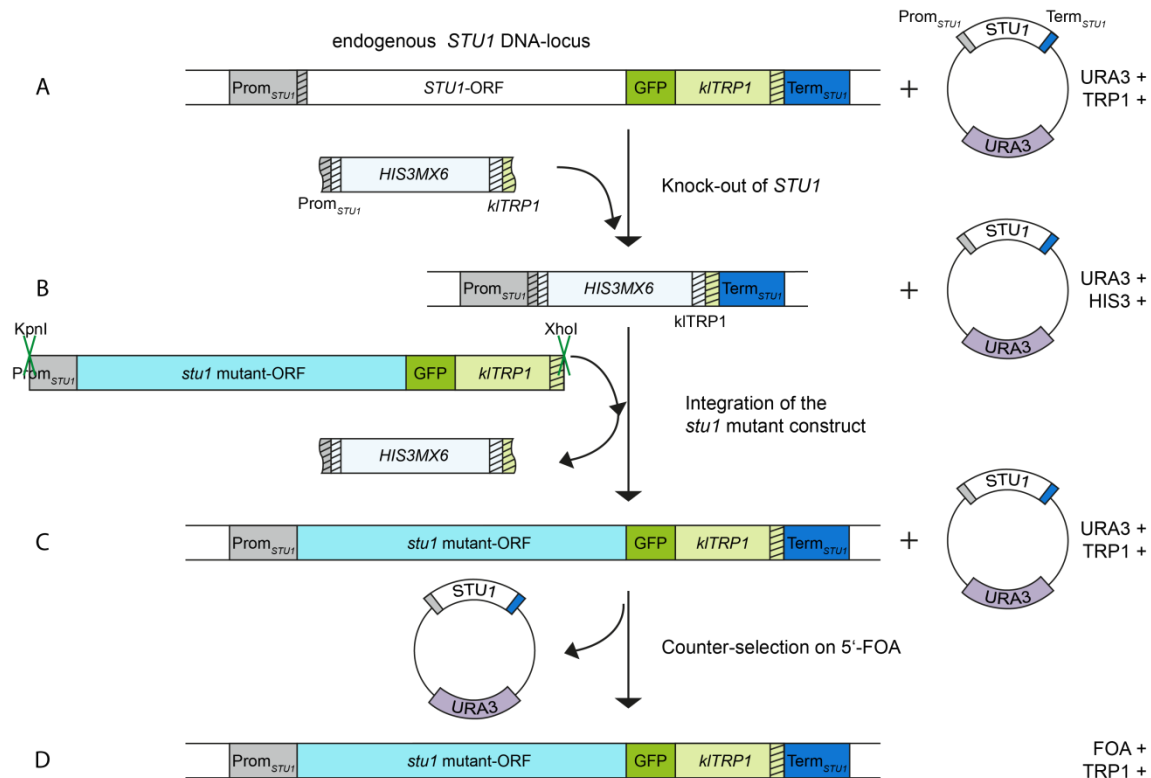 Prom_STU1 Term_STU1
STU1
endogenous STU1 DNA-locus
A
Prom_STU1 STU1-ORF GFP klTRP1 Term_STU1
+
URA3 +
TRP1 +
URA3
HIS3MX6
Prom_STU1 klTRP1
Knock-out of STU1
STU1
B
Prom_STU1 HIS3MX6 Term_STU1
+
URA3 +
HIS3 +
klTRP1
URA3
KpnI XhoI
Prom_STU1 stu1 mutant-ORF GFP klTRP1
Integration of the
stu1 mutant construct
HIS3MX6
STU1
C
Prom_STU1 stu1 mutant-ORF GFP klTRP1 Term_STU1
+
URA3 +
TRP1 +
URA3
STU1
Counter-selection on 5'-FOA
URA3
D
Prom_STU1 stu1 mutant-ORF GFP klTRP1 Term_STU1
FOA +
TRP1 +